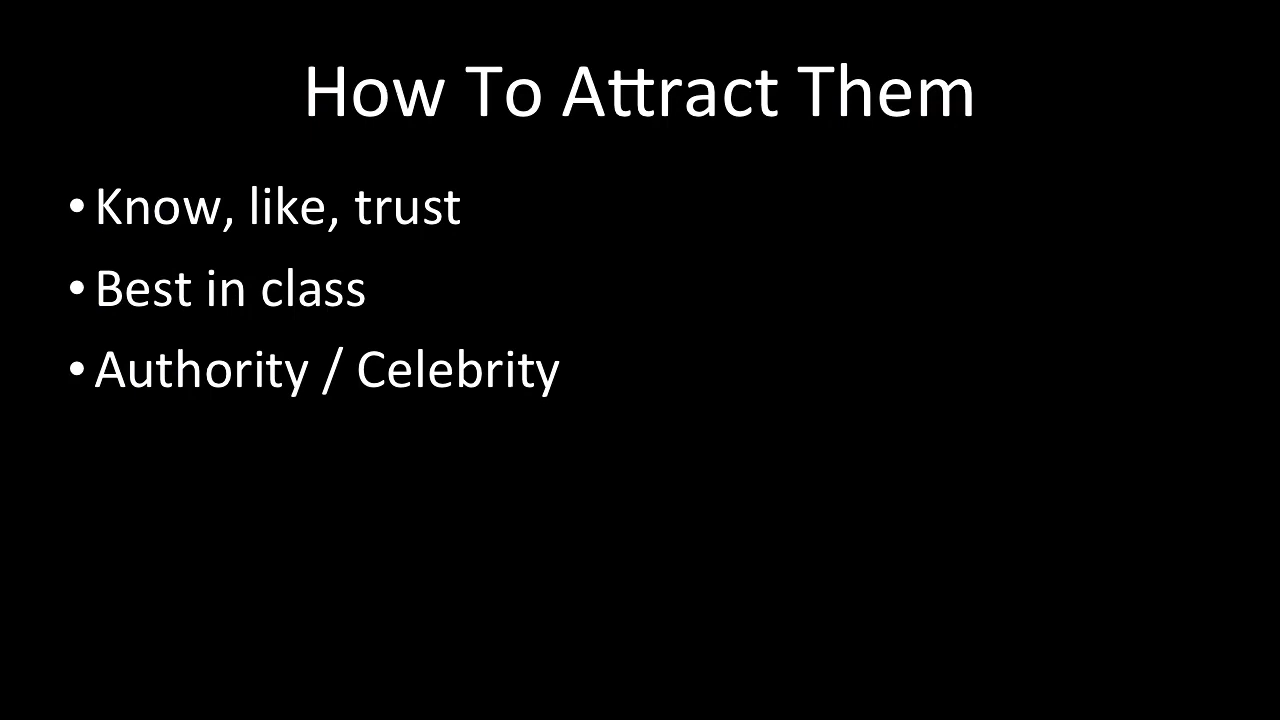 How To Attract Them
• Know, like, trust
• Best in class
• Authority / Celebrity